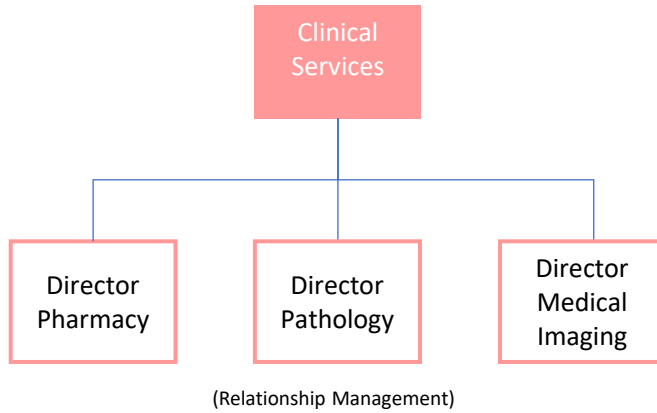 Clinical
Services
Director
Pharmacy
Director
Pathology
Director
Medical
Imaging
(Relationship Management)